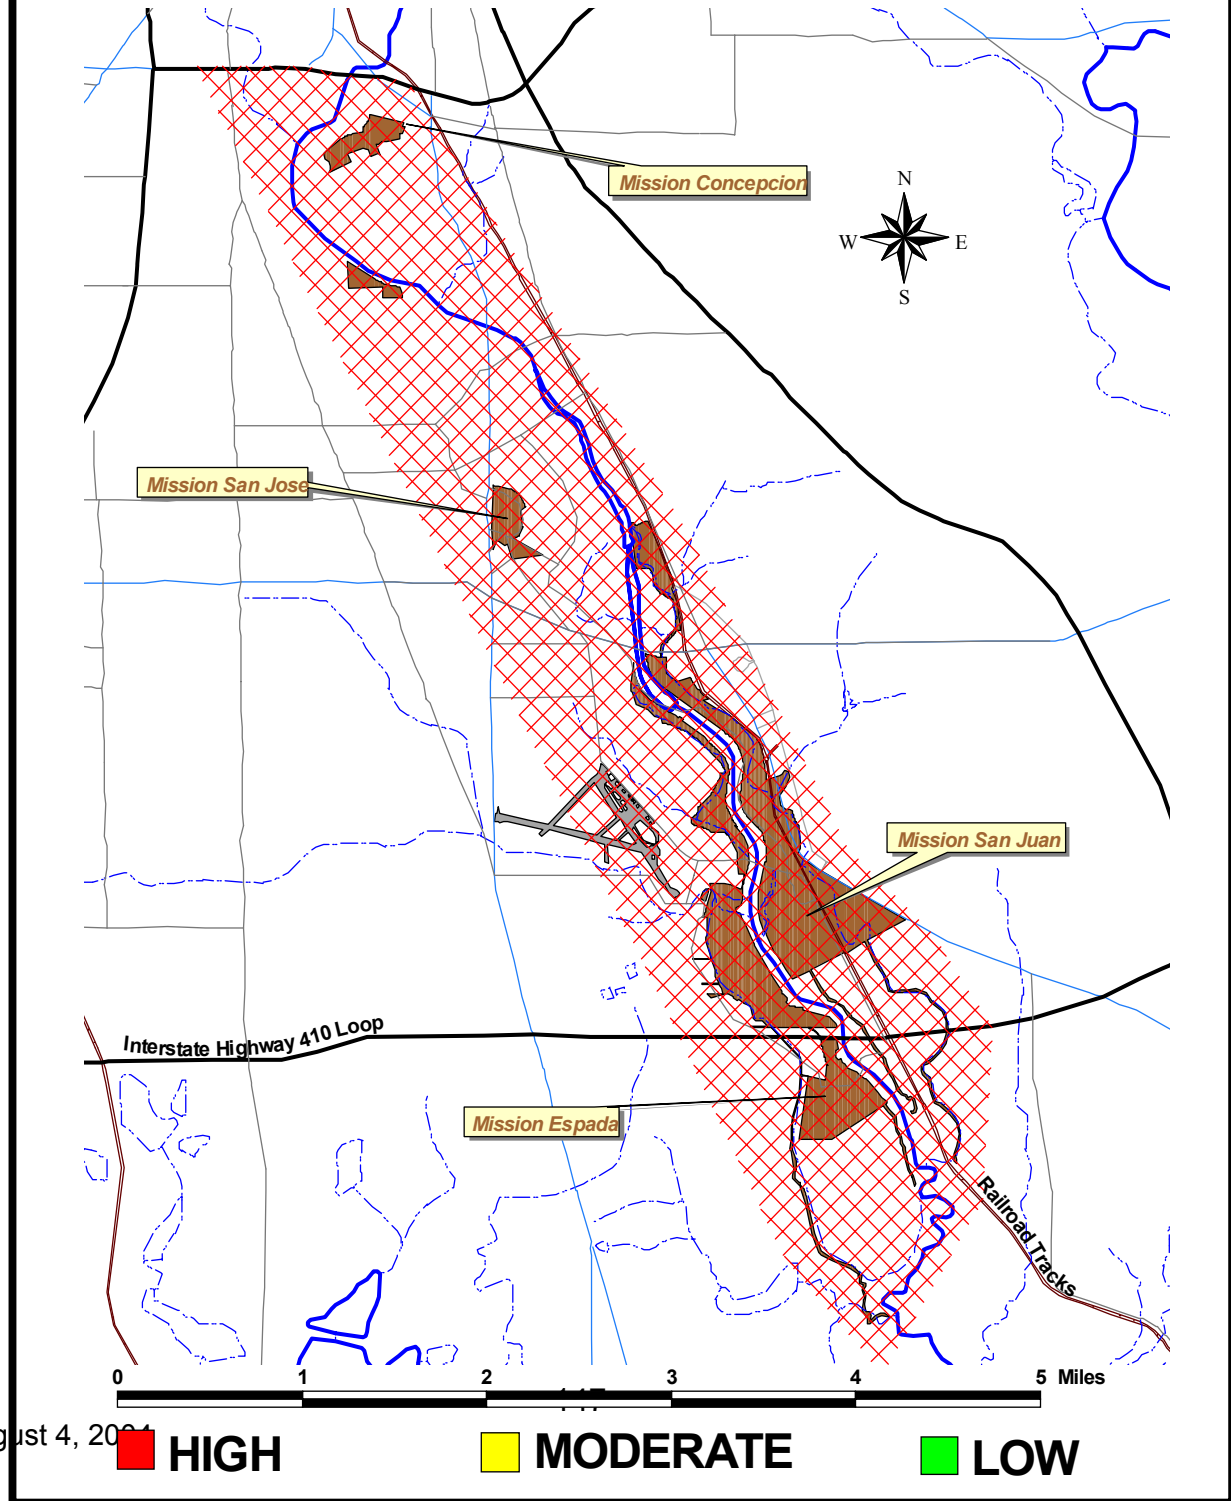 Mission Concepcion
N
W E
S
Mission San Jose
Mission San Juan
Interstate Highway 410 Loop
Mission Espada
Railroad Tracks
0 1 2 3 4 5 Miles
4, 
HIGH MODERATE LOW